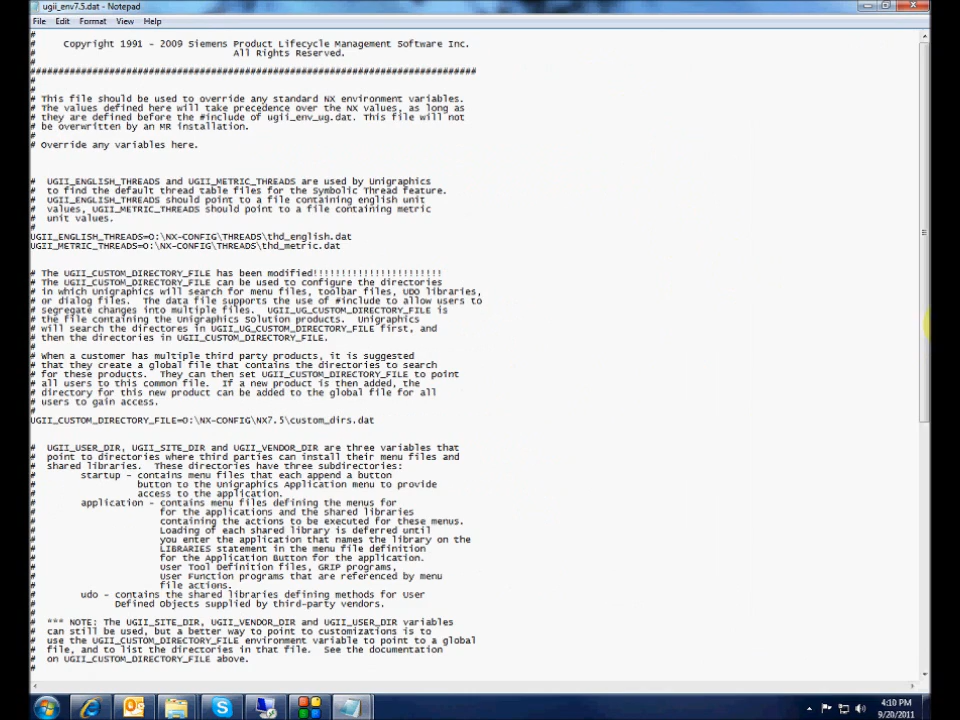 ugii_env7.5.dat - Notepad
File Edit Format View Help
#
#     Copyright 1991 - 2009 Siemens Product Lifecycle Management Software Inc.
#                           All Rights Reserved.
#
###############################################################################
#
#
# This file should be used to override any standard NX environment variables.
# The values defined here will take precedence over the NX values, as long as
# they are defined before the #include of ugii_env_ug.dat. This file will not
# be overwritten by an MR installation.
#
# Override any variables here.
#  UGII_ENGLISH_THREADS and UGII_METRIC_THREADS are used by Unigraphics
#  to find the default thread table files for the Symbolic Thread feature.
#  UGII_ENGLISH_THREADS should point to a file containing english unit
#  values, UGII_METRIC_THREADS should point to a file containing metric
#  unit values.
#
UGII_ENGLISH_THREADS=O:\NX-CONFIG\THREADS\thd_english.dat
UGII_METRIC_THREADS=O:\NX-CONFIG\THREADS\thd_metric.dat
# The UGII_CUSTOM_DIRECTORY_FILE has been modified!!!!!!!!!!!!!!!!!!!!!!!
# The UGII_CUSTOM_DIRECTORY_FILE can be used to configure the directories
# in which Unigraphics will search for menu files, toolbar files, UDO libraries,
# or dialog files.  The data file supports the use of #include to allow users to
# segregate changes into multiple files.  UGII_UG_CUSTOM_DIRECTORY_FILE is
# the file containing the Unigraphics Solution products.  Unigraphics
# will search the directores in UGII_UG_CUSTOM_DIRECTORY_FILE first, and
# then the directories in UGII_CUSTOM_DIRECTORY_FILE.
#
# When a customer has multiple third party products, it is suggested
# that they create a global file that contains the directories to search
# for these products.  They can then set UGII_CUSTOM_DIRECTORY_FILE to point
# all users to this common file.  If a new product is then added, the
# directory for this new product can be added to the global file for all
# users to gain access.
#
UGII_CUSTOM_DIRECTORY_FILE=O:\NX-CONFIG\NX7.5\custom_dirs.dat
#  UGII_USER_DIR, UGII_SITE_DIR and UGII_VENDOR_DIR are three variables that
#  point to directories where third parties can install their menu files and
#  shared libraries.  These directories have three subdirectories:
#        startup - contains menu files that each append a button
#                  button to the Unigraphics Application menu to provide
#                  access to the application.
#        application - contains menu files defining the menus for
#                      for the applications and the shared libraries
#                      containing the actions to be executed for these menus.
#                      Loading of each shared library is deferred until
#                      you enter the application that names the library on the
#                      LIBRARIES statement in the menu file definition
#                      for the Application Button for the application.
#                      User Tool Definition files, GRIP programs,
#                      User Function programs that are referenced by menu
#                      file actions.
#        udo - contains the shared libraries defining methods for User
#              Defined Objects supplied by third-party vendors.
#
#  *** NOTE: The UGII_SITE_DIR, UGII_VENDOR_DIR and UGII_USER_DIR variables
#  can still be used, but a better way to point to customizations is to
#  use the UGII_CUSTOM_DIRECTORY_FILE environment variable to point to a global
#  file, and to list the directories in that file.  See the documentation
#  on UGII_CUSTOM_DIRECTORY_FILE above.
#
4:10 PM
9/20/2011